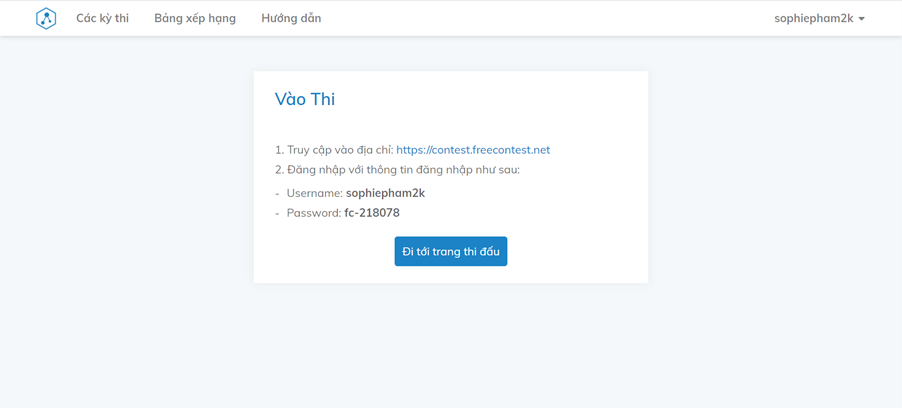 Các kỳ thi Bảng xếp hạng Hướng dẫn sophiepham2k
Vào Thi
1. Truy cập vào địa chỉ: https://contest.freecontest.net
2. Đăng nhập với thông tin đăng nhập như sau:
- Username: sophiepham2k
- Password: fc-218078
Đi tới trang thi đấu